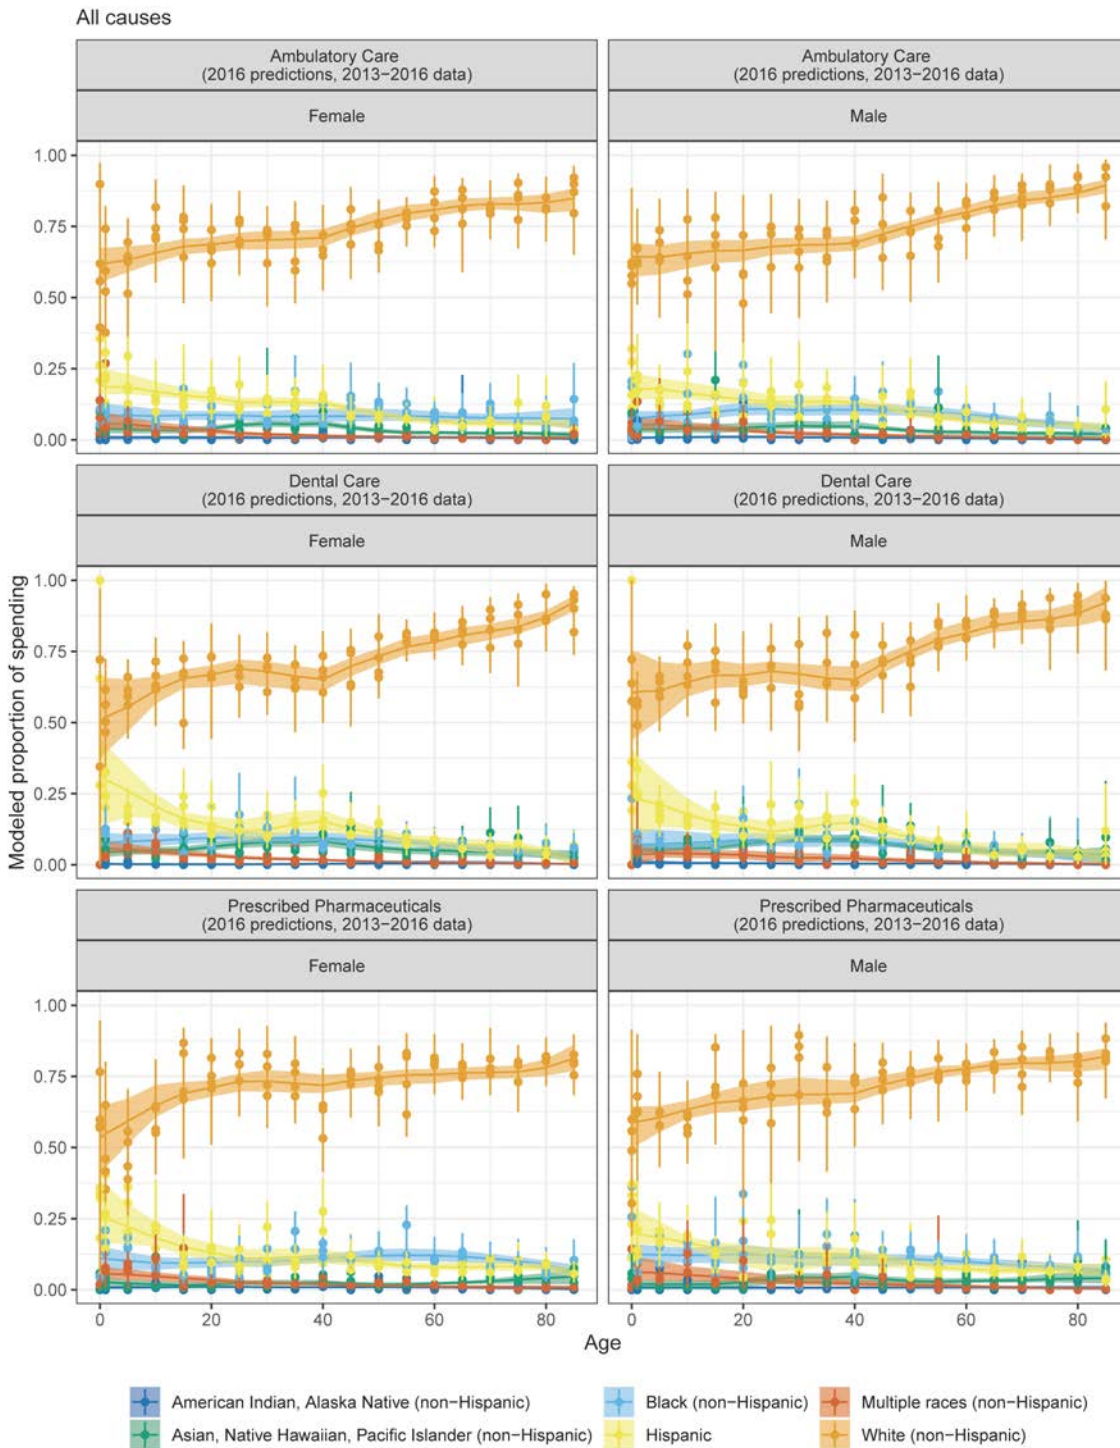 All causes
Ambulatory Care
(2016 predictions, 2013−2016 data)
Ambulatory Care
(2016 predictions, 2013−2016 data)
Female
Male
1.00
0.75
0.50
0.25
0.00
Dental Care
(2016 predictions, 2013−2016 data)
Dental Care
(2016 predictions, 2013−2016 data)
Female
Male
Modeled proportion of spending
1.00
0.75
0.50
0.25
0.00
Prescribed Pharmaceuticals
(2016 predictions, 2013−2016 data)
Prescribed Pharmaceuticals
(2016 predictions, 2013−2016 data)
Female
Male
1.00
0.75
0.50
0.25
0.00
0 20 40 60 80 0 20 40 60 80
Age
American Indian, Alaska Native (non-Hispanic) Black (non-Hispanic) Multiple races (non-Hispanic)
Asian, Native Hawaiian, Pacific Islander (non-Hispanic) Hispanic White (non-Hispanic)